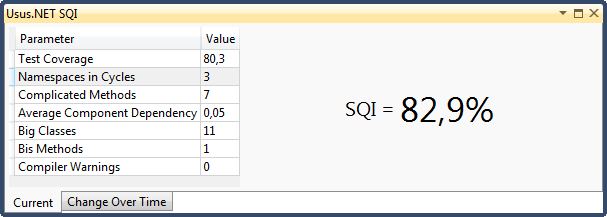 Usus.NET SQI
Parameter Value
Test Coverage 80,3
Namespaces in Cycles 3
Complicated Methods 7
Average Component Dependency 0,05
Big Classes 11
Bis Methods 1
Compiler Warnings 0
SQI = 82,9%
Current Change Over Time